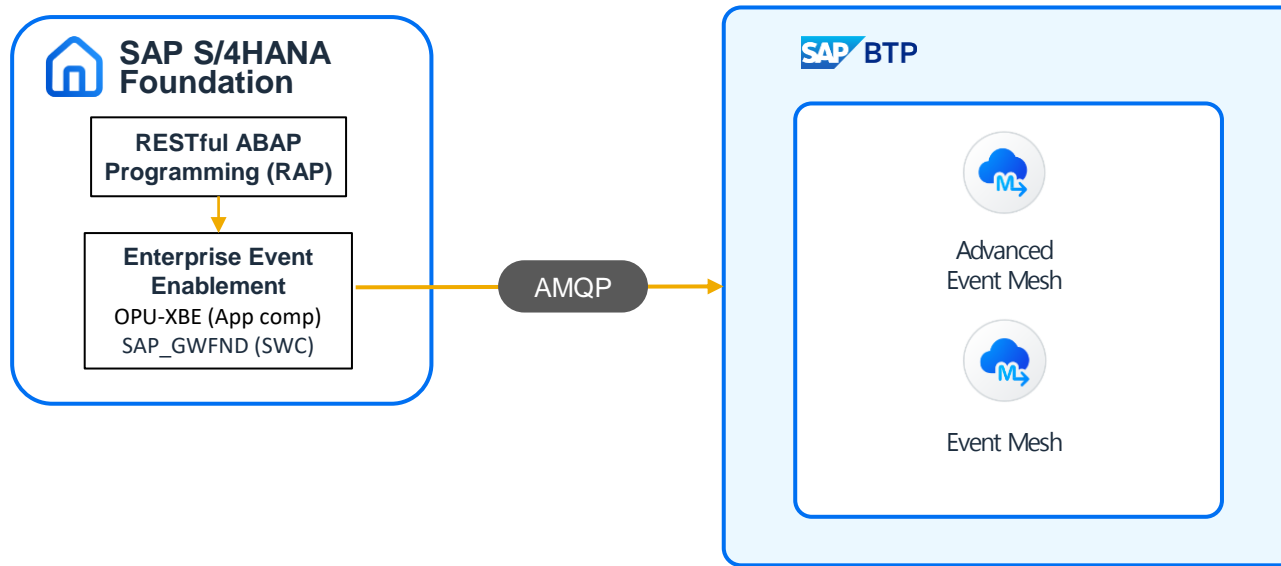 SAP S/4HANA
Foundation
RESTful ABAP
Programming (RAP)
Enterprise Event
Enablement
OPU-XBE (App comp)
SAP_GWFND (SWC)
AMQP
SAP BTP
M
Advanced
Event Mesh
M
Event Mesh